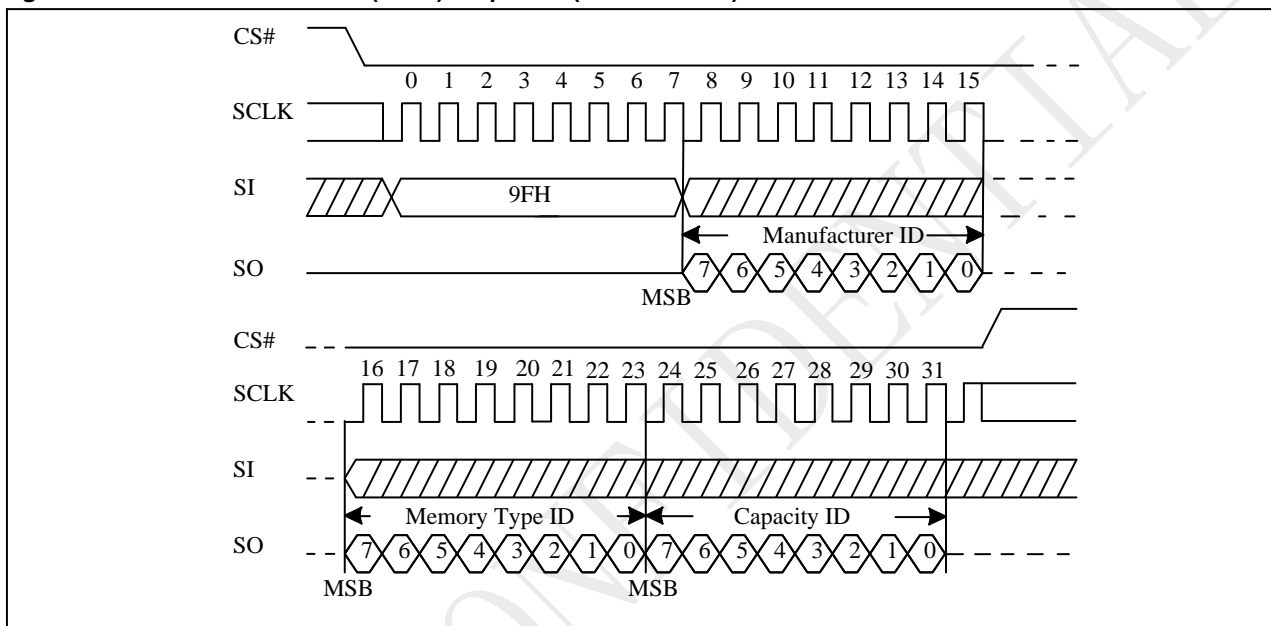 CS#
0 1 2 3 4 5 6 7 8 9 10 11 12 13 14 15
SCLK
SI
9FH
Manufacturer ID
SO
7 6 5 4 3 2 1 0
MSB
CS#
16 17 18 19 20 21 22 23 24 25 26 27 28 29 30 31
SCLK
SI
Memory Type ID Capacity ID
SO
7 6 5 4 3 2 1 0 7 6 5 4 3 2 1 0
MSB MSB